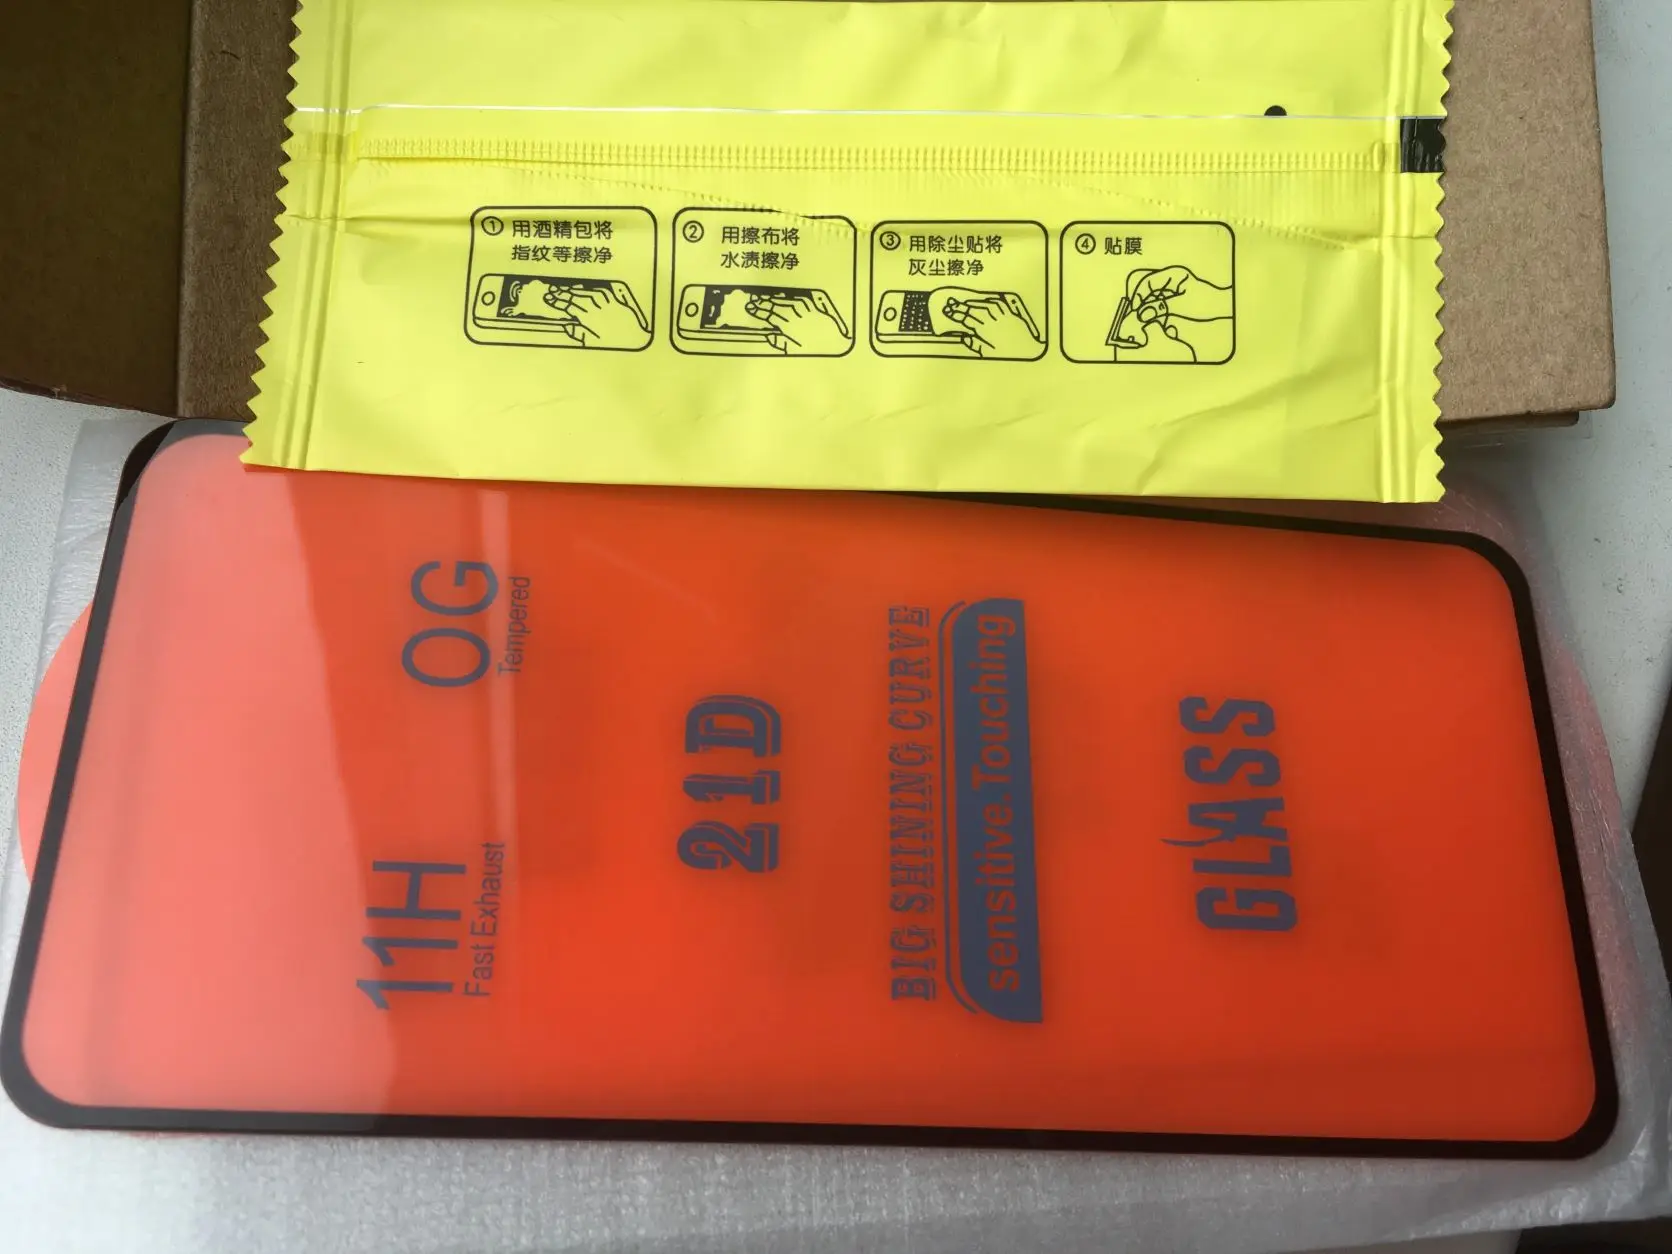 ① 用酒精包将
指纹等擦净
② 用擦布将
水渍擦净
③ 用除尘贴将
灰尘擦净
④ 贴膜
11H
Fast Exhaust
OG
Tempered
21D
BIG SHINING CURVE
sensitive.Touching
GLASS